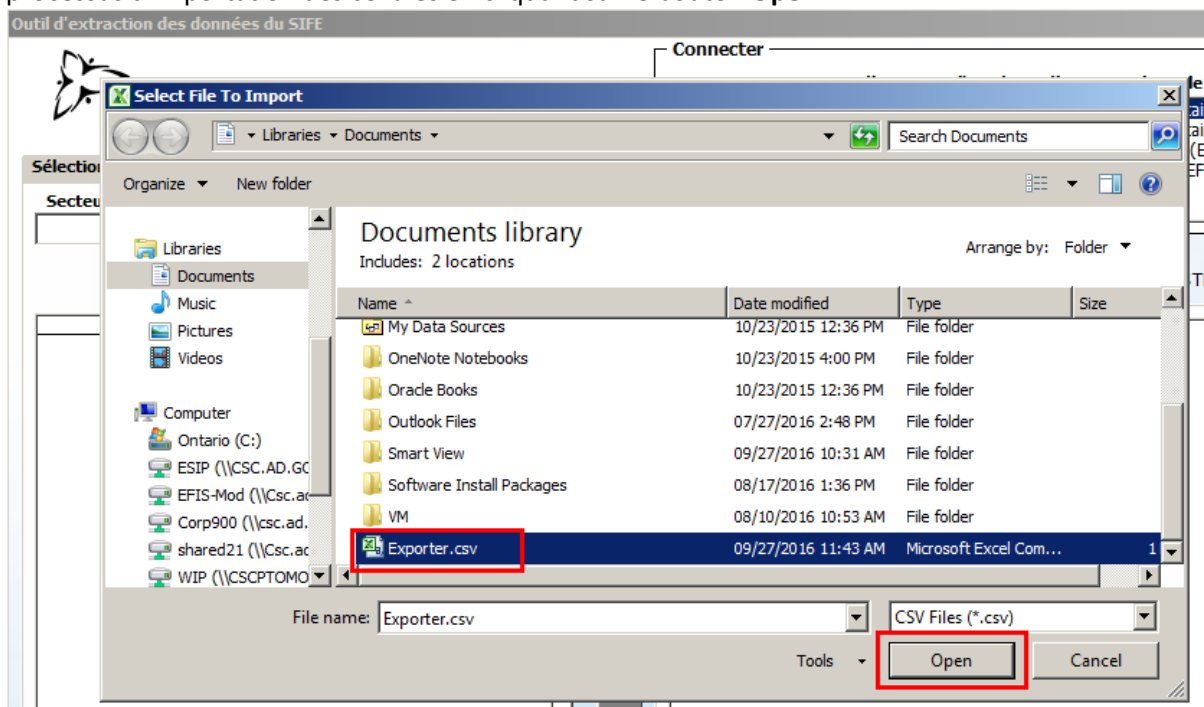 Outil d'extraction des données du SIFE
Connecter
Select File To Import
Libraries Documents
Search Documents
Sélection
Organize New folder
Secteu
Libraries
Documents
Music
Pictures
Videos
Computer
Ontario (C:)
ESIP (\\CSC.AD.GC
EFIS-Mod (\\Csc.ac
Corp900 (\\csc.ad.
shared21 (\\Csc.ac
WIP (\\CSCPTOMO
Documents library
Includes: 2 locations
Arrange by: Folder
Name Date modified Type Size
My Data Sources 10/23/2015 12:36 PM File folder
OneNote Notebooks 10/23/2015 4:00 PM File folder
Oracle Books 10/23/2015 12:36 PM File folder
Outlook Files 07/27/2016 2:48 PM File folder
Smart View 09/27/2016 10:31 AM File folder
Software Install Packages 08/17/2016 1:36 PM File folder
VM 08/10/2016 10:53 AM File folder
Exporter.csv 09/27/2016 11:43 AM Microsoft Excel Com... 1
File name: Exporter.csv CSV Files (*.csv)
Tools Open Cancel